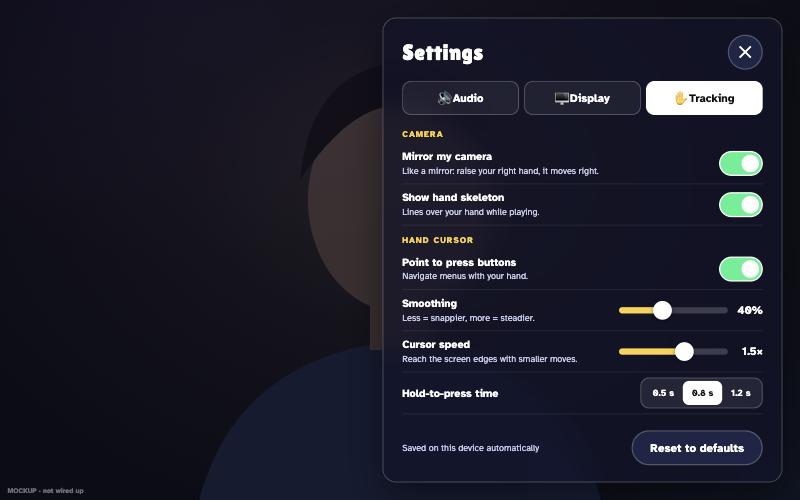 Settings
Audio
Display
Tracking
CAMERA
Mirror my camera
Like a mirror: raise your right hand, it moves right.
Show hand skeleton
Lines over your hand while playing.
HAND CURSOR
Point to press buttons
Navigate menus with your hand.
Smoothing
Less = snappier, more = steadier.
40%
Cursor speed
Reach the screen edges with smaller moves.
1.5×
Hold-to-press time
0.5 s
0.8 s
1.2 s
Saved on this device automatically
Reset to defaults
MOCKUP - not wired up